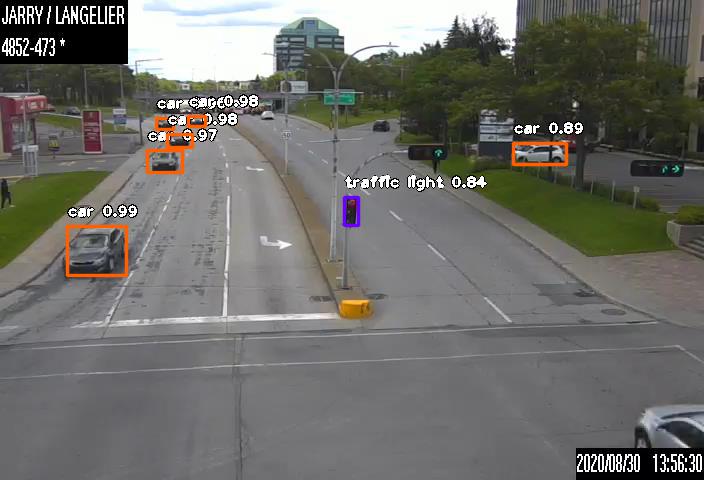 JARRY / LANGELIER
4852-473 *
car 0.98
car 0.98
car 0.97
car 0.89
traffic light 0.84
car 0.99
50
2020/08/30 13:56:30